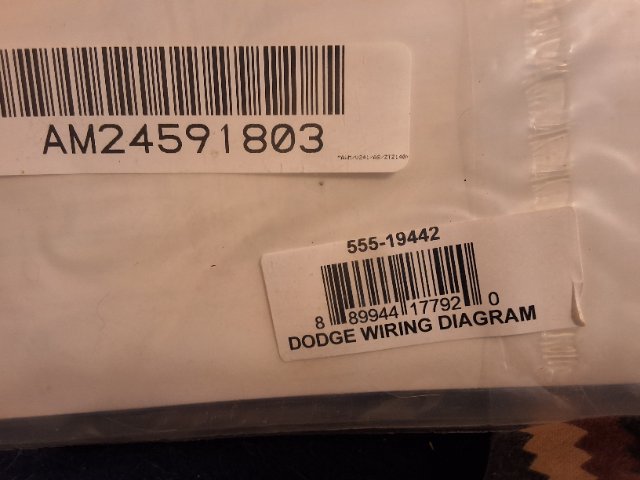 AM24591803
555-19442
8 89944 17792 0
DODGE WIRING DIAGRAM